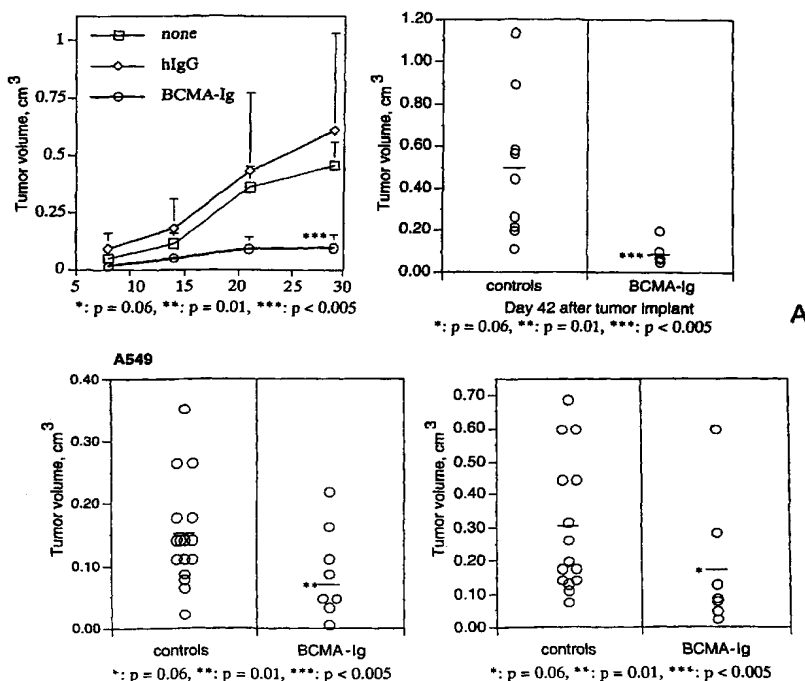 none
hIgG
BCMA-Ig
Tumor volume, cm3
1
0.75
0.5
0.25
0
***
5 10 15 20 25 30
*: p = 0.06, **: p = 0.01, ***: p < 0.005
Tumor volume, cm3
1.20
1.00
0.80
0.60
0.40
0.20
0.00
***
controls BCMA-Ig
Day 42 after tumor implant
*: p = 0.06, **: p = 0.01, ***: p < 0.005
A
A549
Tumor volume, cm3
0.40
0.30
0.20
0.10
0.00
**
controls BCMA-Ig
*: p = 0.06, **: p = 0.01, ***: p < 0.005
Tumor volume, cm3
0.70
0.60
0.50
0.40
0.30
0.20
0.10
0.00
*
controls BCMA-Ig
*: p = 0.06, **: p = 0.01, ***: p < 0.005